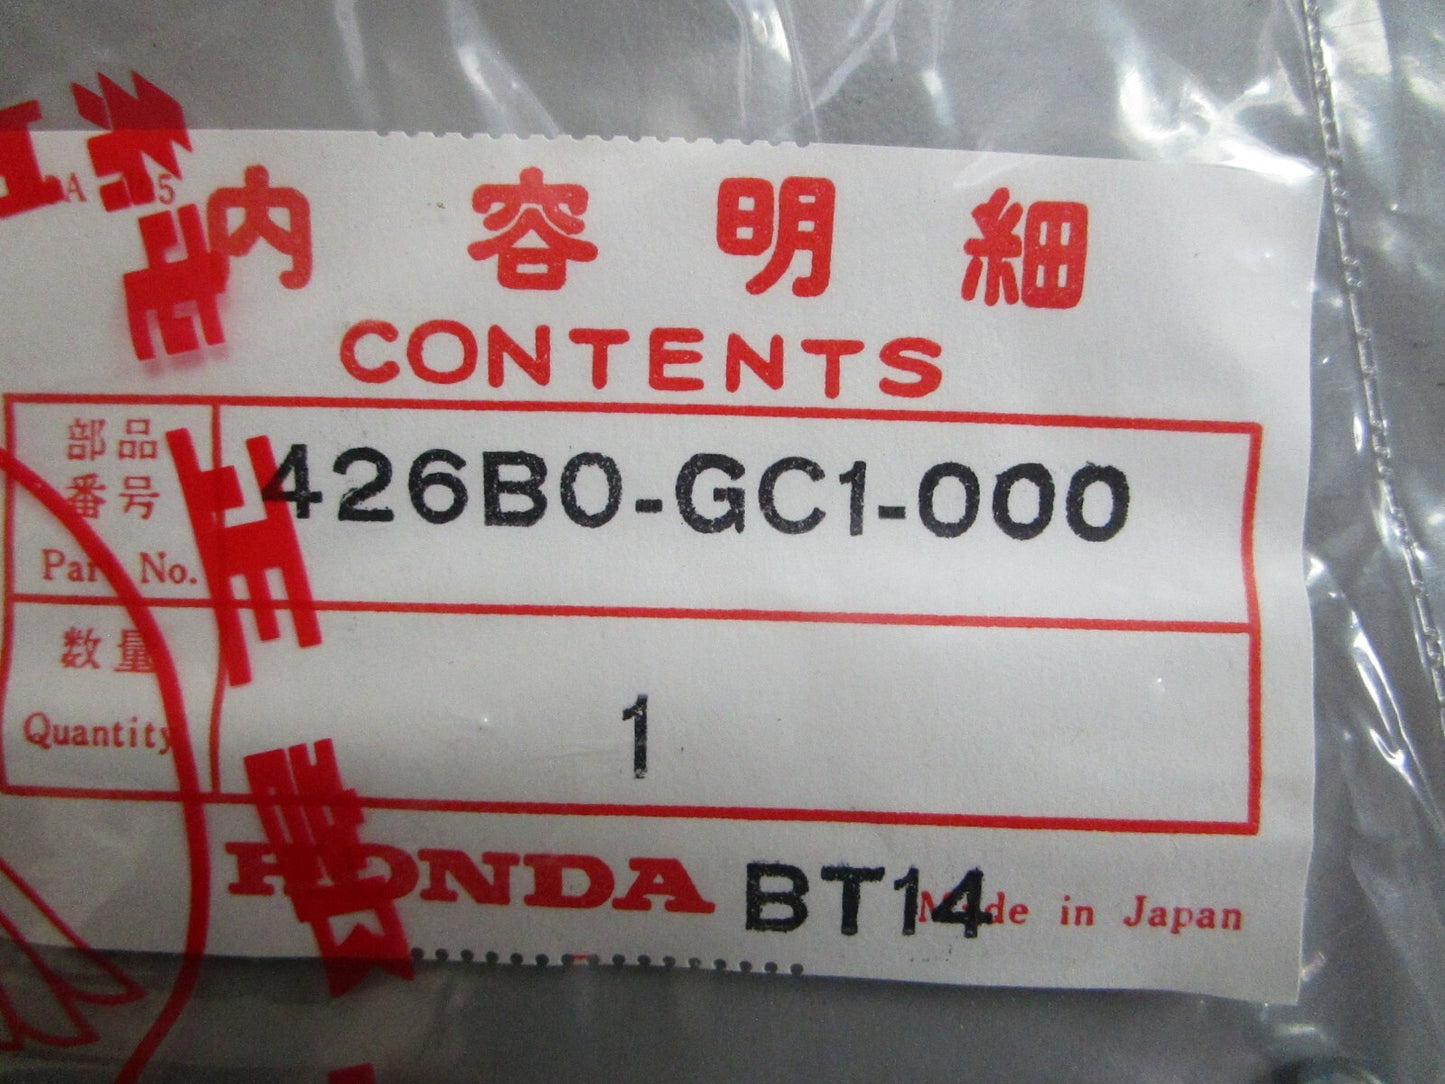 内容明細
CONTENTS
部品
番号
Part No.
426B0-GC1-000
数量
Quantity
1
HONDA BT14 Made in Japan